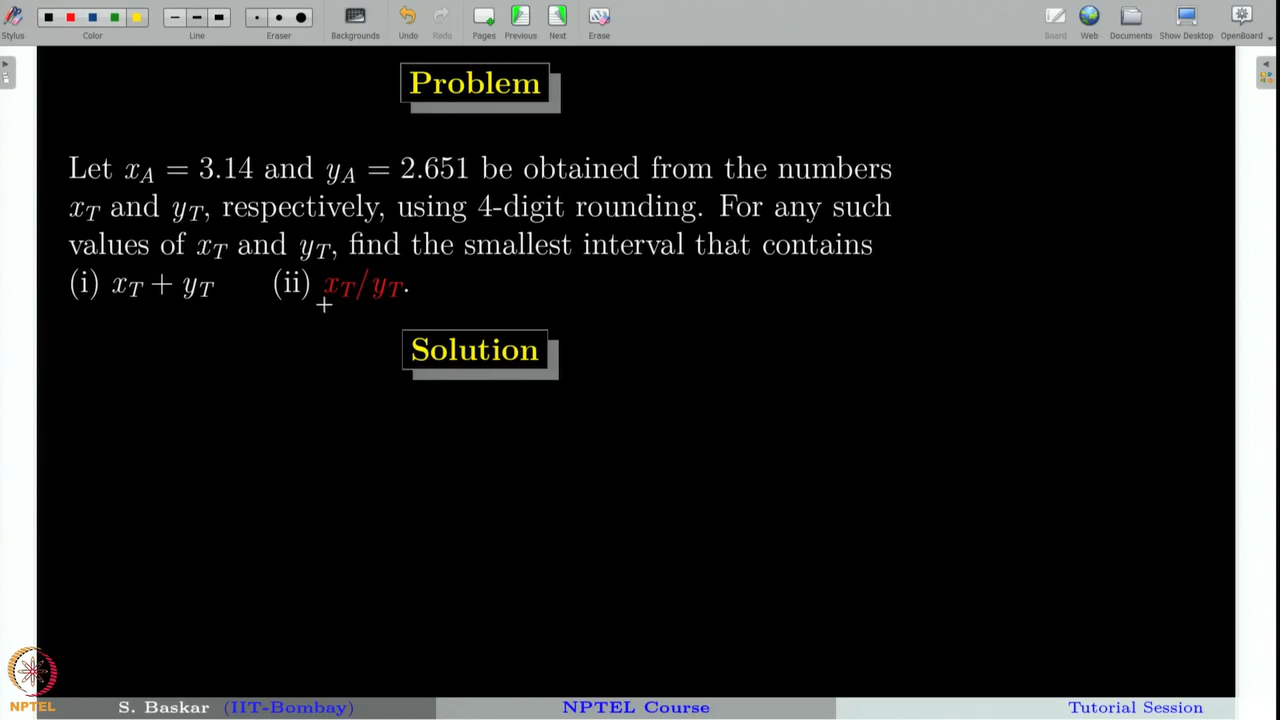 Stylus Color Line Eraser Backgrounds Undo Redo Pages Previous Next Erase Board Web Documents Show Desktop OpenBoard
Problem
Let x_A = 3.14 and y_A = 2.651 be obtained from the numbers
x_T and y_T, respectively, using 4-digit rounding. For any such
values of x_T and y_T, find the smallest interval that contains
(i) x_T + y_T (ii) x_T/y_T.
Solution
NPTEL
S. Baskar (IIT-Bombay) NPTEL Course Tutorial Session